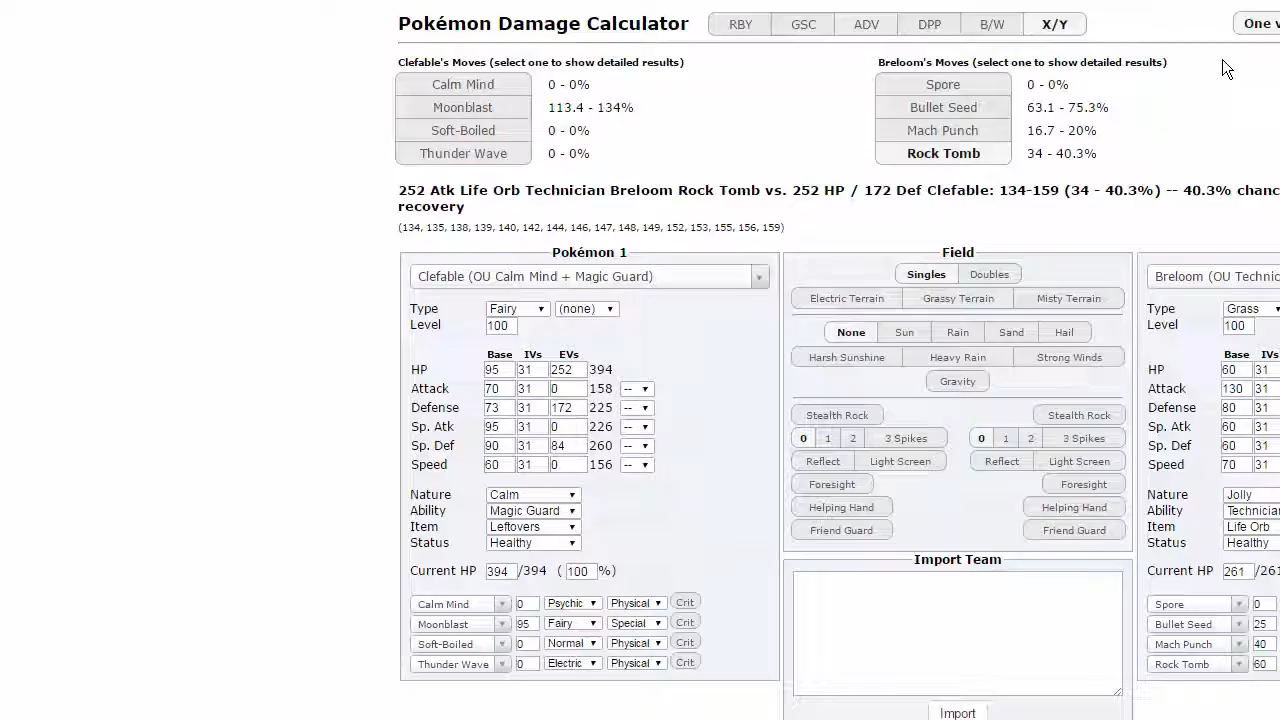 Pokémon Damage Calculator RBY GSC ADV DPP B/W X/Y One v
Clefable's Moves (select one to show detailed results) Breloom's Moves (select one to show detailed results)
Calm Mind 0 - 0% Spore 0 - 0%
Moonblast 113.4 - 134% Bullet Seed 63.1 - 75.3%
Soft-Boiled 0 - 0% Mach Punch 16.7 - 20%
Thunder Wave 0 - 0% Rock Tomb 34 - 40.3%
252 Atk Life Orb Technician Breloom Rock Tomb vs. 252 HP / 172 Def Clefable: 134-159 (34 - 40.3%) -- 40.3% chanc
recovery
(134, 135, 138, 139, 140, 142, 144, 146, 147, 148, 149, 152, 153, 155, 156, 159)
Pokémon 1 Field
Clefable (OU Calm Mind + Magic Guard) Singles Doubles Breloom (OU Technic
Electric Terrain Grassy Terrain Misty Terrain
Type Fairy (none) Type Grass
Level 100 Level 100
None Sun Rain Sand Hail
Base IVs EVs Harsh Sunshine Heavy Rain Strong Winds Base IVs
HP 95 31 252 394 HP 60 31
Gravity
Attack 70 31 0 158 -- Attack 130 31
Defense 73 31 172 225 -- Stealth Rock Stealth Rock Defense 80 31
Sp. Atk 95 31 0 226 -- Sp. Atk 60 31
0 1 2 3 Spikes 0 1 2 3 Spikes
Sp. Def 90 31 84 260 -- Sp. Def 60 31
Speed 60 31 0 156 -- Reflect Light Screen Reflect Light Screen Speed 70 31
Foresight Foresight
Nature Calm Nature Jolly
Ability Magic Guard Helping Hand Helping Hand Ability Technician
Item Leftovers Friend Guard Friend Guard Item Life Orb
Status Healthy Status Healthy
Import Team
Current HP 394 /394 ( 100 %) Current HP 261 /261
Calm Mind 0 Psychic Physical Crit Spore 0
Moonblast 95 Fairy Special Crit Bullet Seed 25
Soft-Boiled 0 Normal Physical Crit Mach Punch 40
Thunder Wave 0 Electric Physical Crit Rock Tomb 60
Import